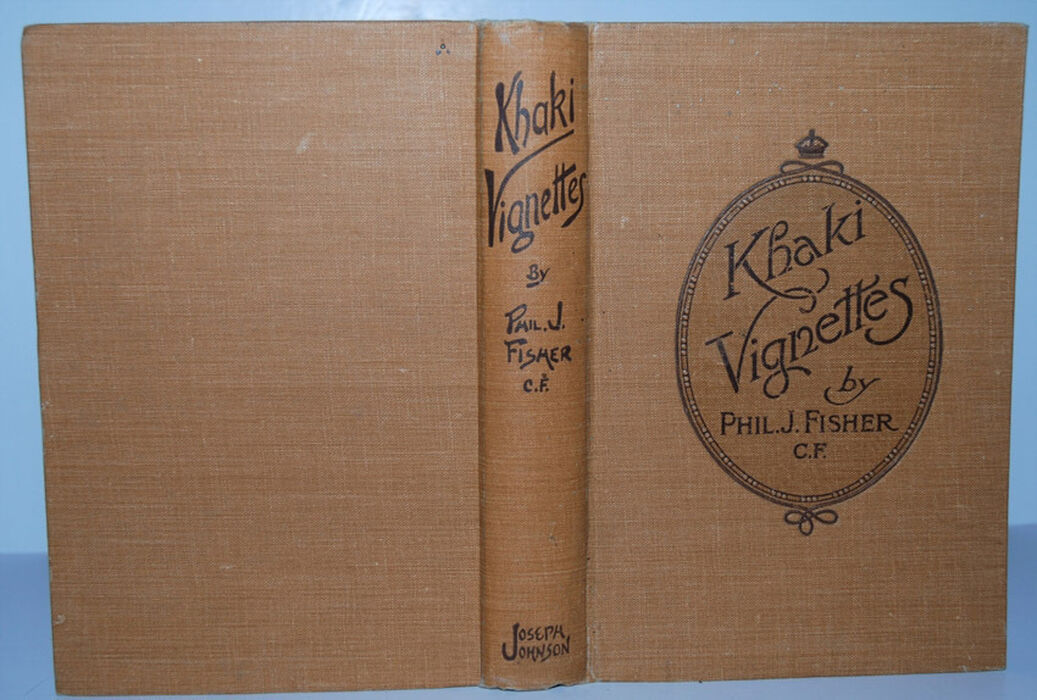 Khaki
Vignettes
By
PHIL. J.
FISHER
C.F.
JOSEPH
JOHNSON
Khaki
Vignettes
by
PHIL. J. FISHER
C.F.